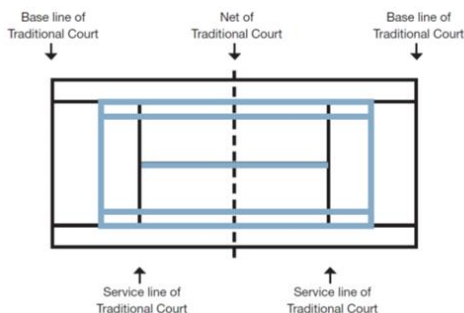 Base line of
Traditional Court
Net of
Traditional Court
Base line of
Traditional Court
Service line of
Traditional Court
Service line of
Traditional Court